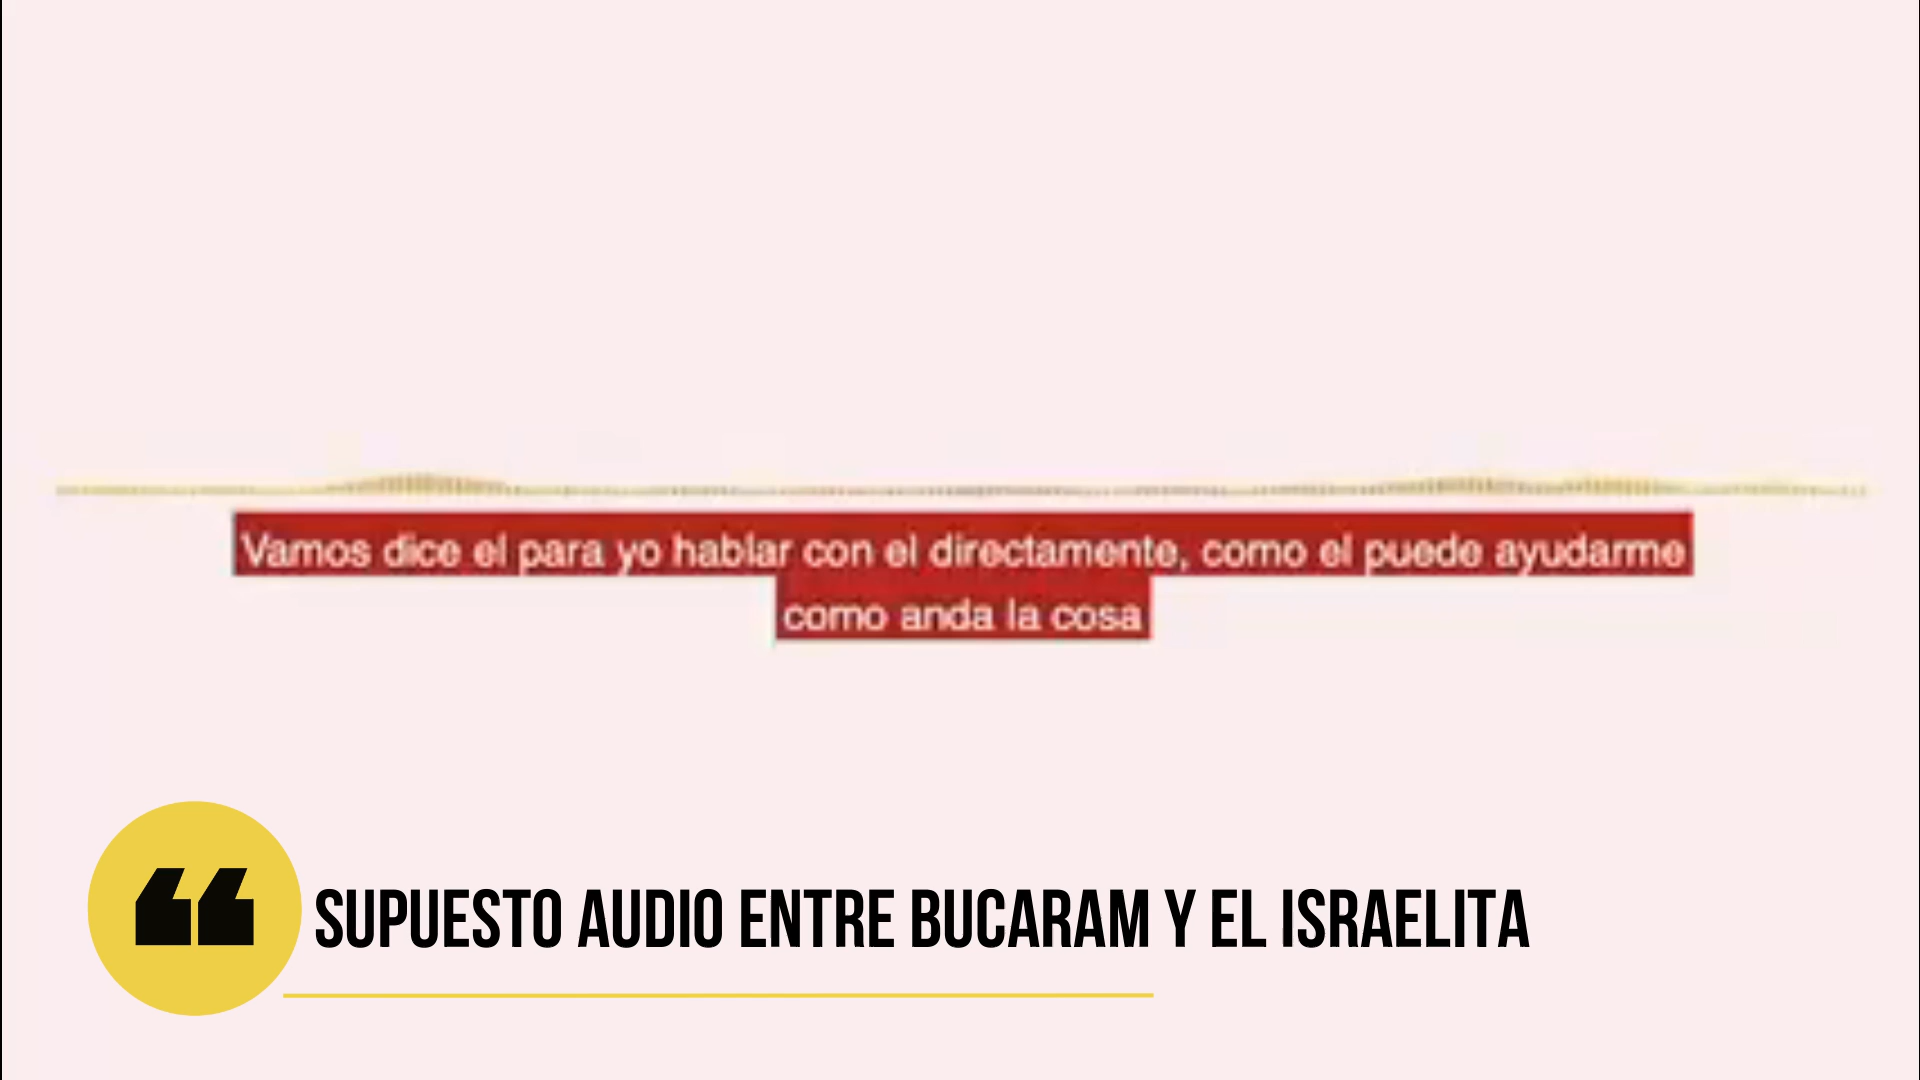 Vamos dice el para yo hablar con el directamente, como el puede ayudarme
como anda la cosa
❝ SUPUESTO AUDIO ENTRE BUCARAM Y EL ISRAELITA